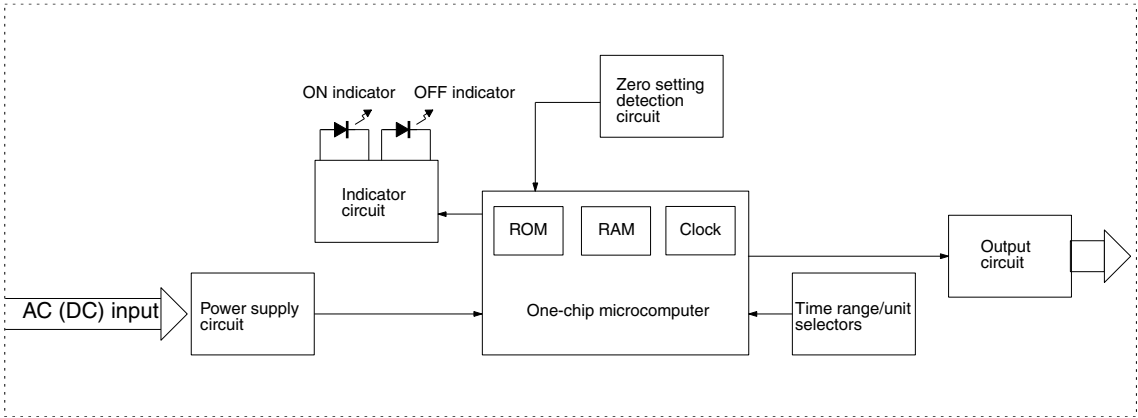 ON indicator
OFF indicator
Zero setting
detection
circuit
Indicator
circuit
ROM
RAM
Clock
Output
circuit
AC (DC) input
Power supply
circuit
One-chip microcomputer
Time range/unit
selectors